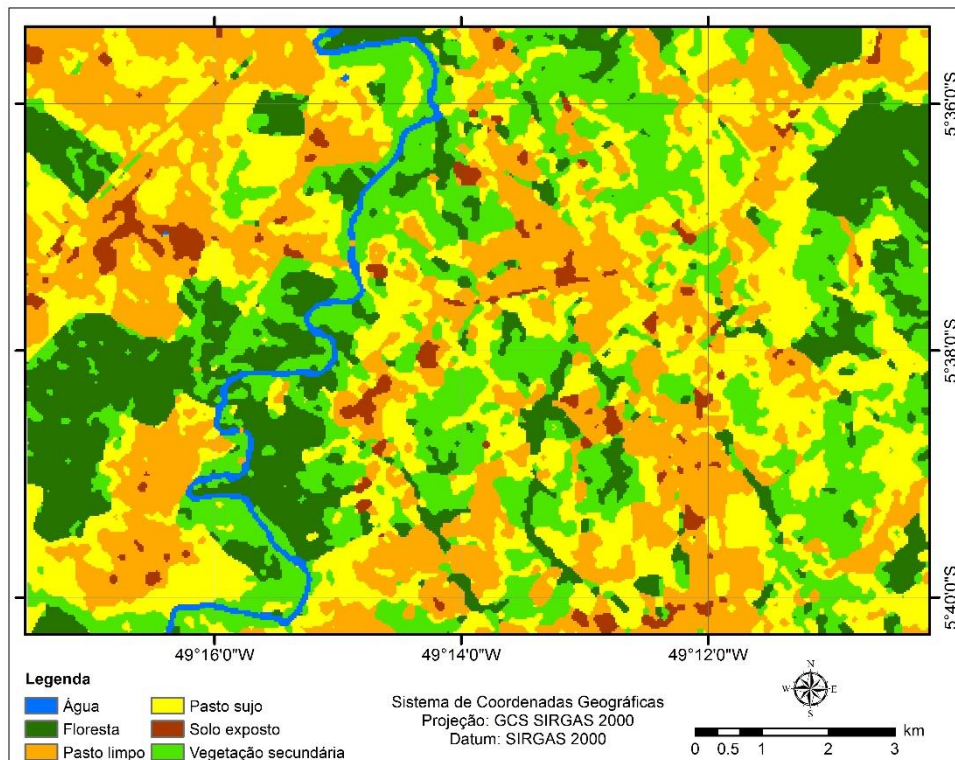 5°36'0"S
5°38'0"S
5°40'0"S
49°16'0"W
49°14'0"W
49°12'0"W
Legenda
Água
Pasto sujo
Floresta
Solo exposto
Pasto limpo
Vegetação secundária
Sistema de Coordenadas Geográficas
Projeção: GCS SIRGAS 2000
Datum: SIRGAS 2000
N
W E
S
km
0 0.5 1 2 3